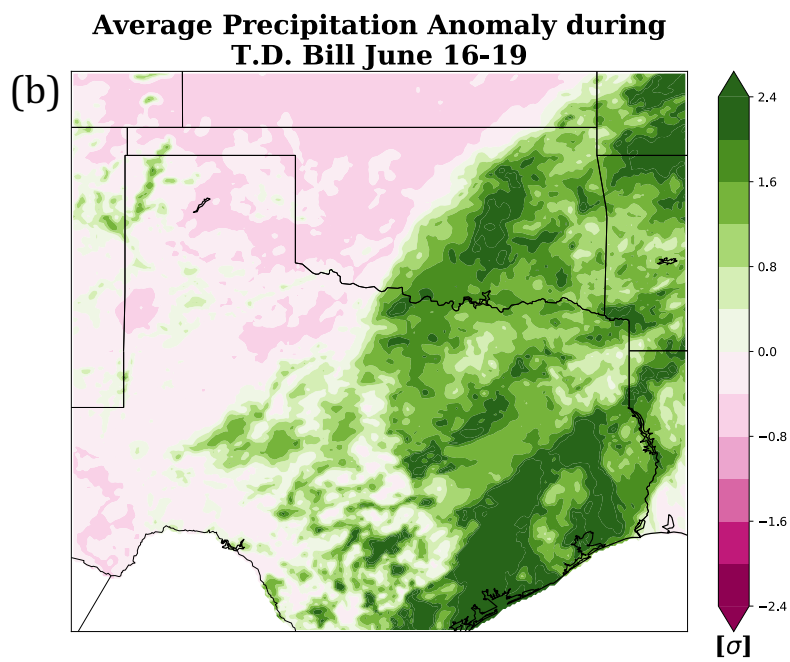 Average Precipitation Anomaly during
T.D. Bill June 16-19
(b)
2.4
1.6
0.8
0.0
−0.8
−1.6
−2.4
[σ]